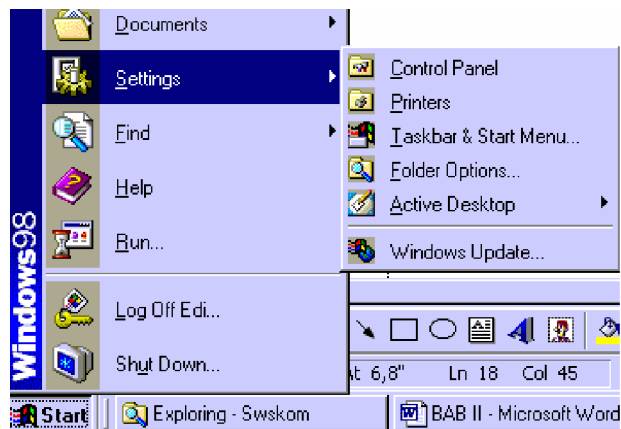 Documents
Settings
Find
Help
Run...
Log Off Edi...
Shut Down...
Windows98
Control Panel
Printers
Taskbar & Start Menu...
Folder Options...
Active Desktop
Windows Update...
At 6,8" Ln 18 Col 45
Start
Exploring - Swskom
BAB II - Microsoft Word